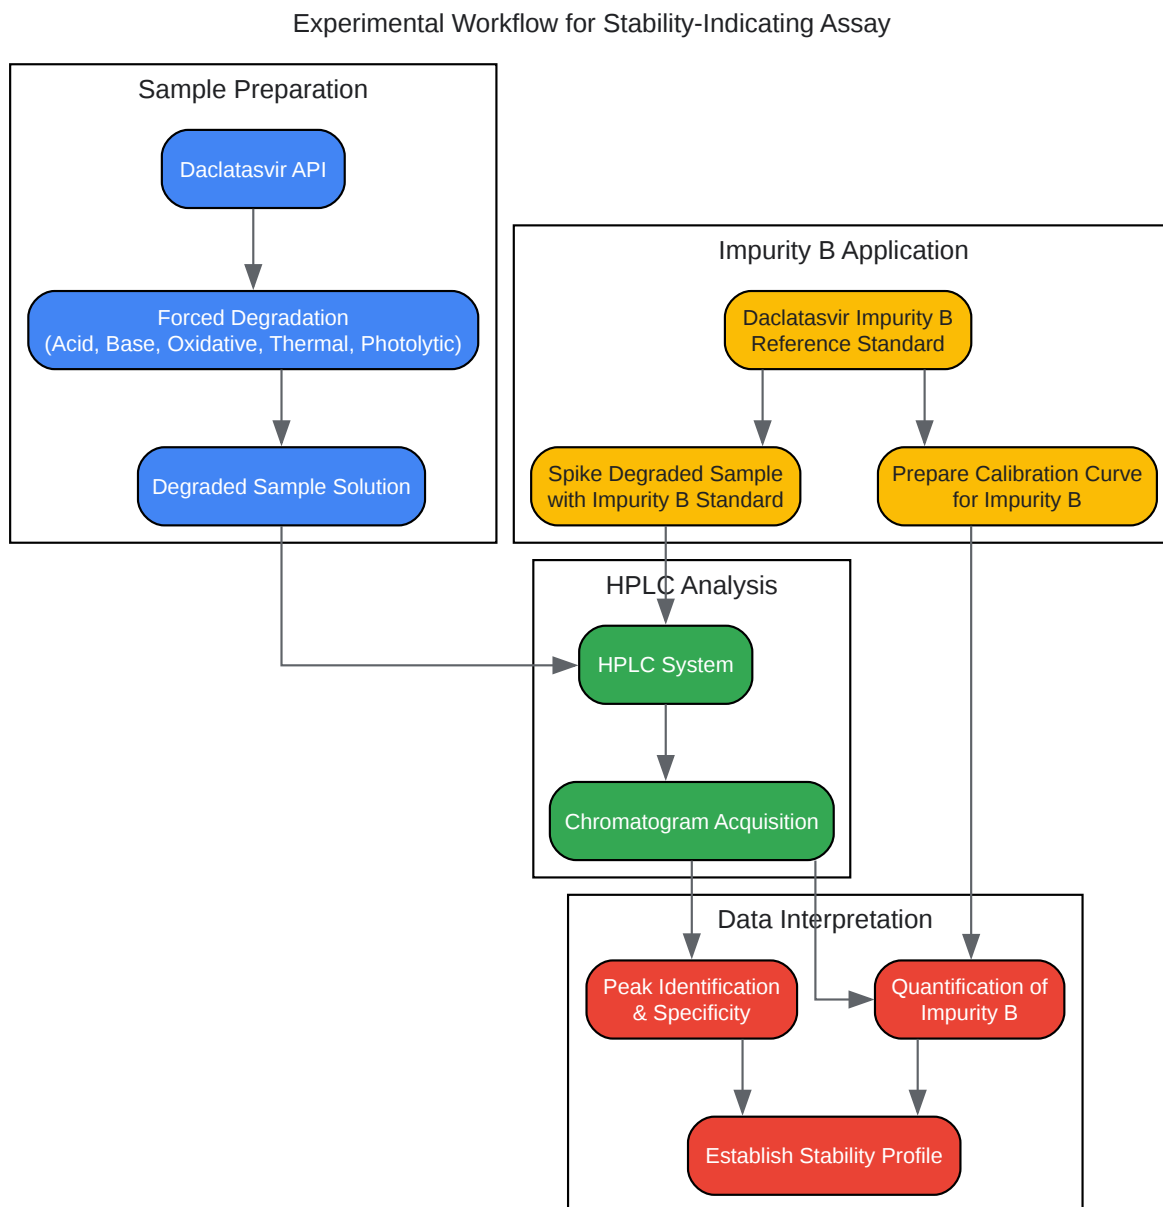 Experimental Workflow for Stability-Indicating Assay
Sample Preparation
Daclatasvir API
Forced Degradation
(Acid, Base, Oxidative, Thermal, Photolytic)
Degraded Sample Solution
Impurity B Application
Daclatasvir Impurity B
Reference Standard
Spike Degraded Sample
with Impurity B Standard
Prepare Calibration Curve
for Impurity B
HPLC Analysis
HPLC System
Chromatogram Acquisition
Data Interpretation
Peak Identification
& Specificity
Quantification of
Impurity B
Establish Stability Profile